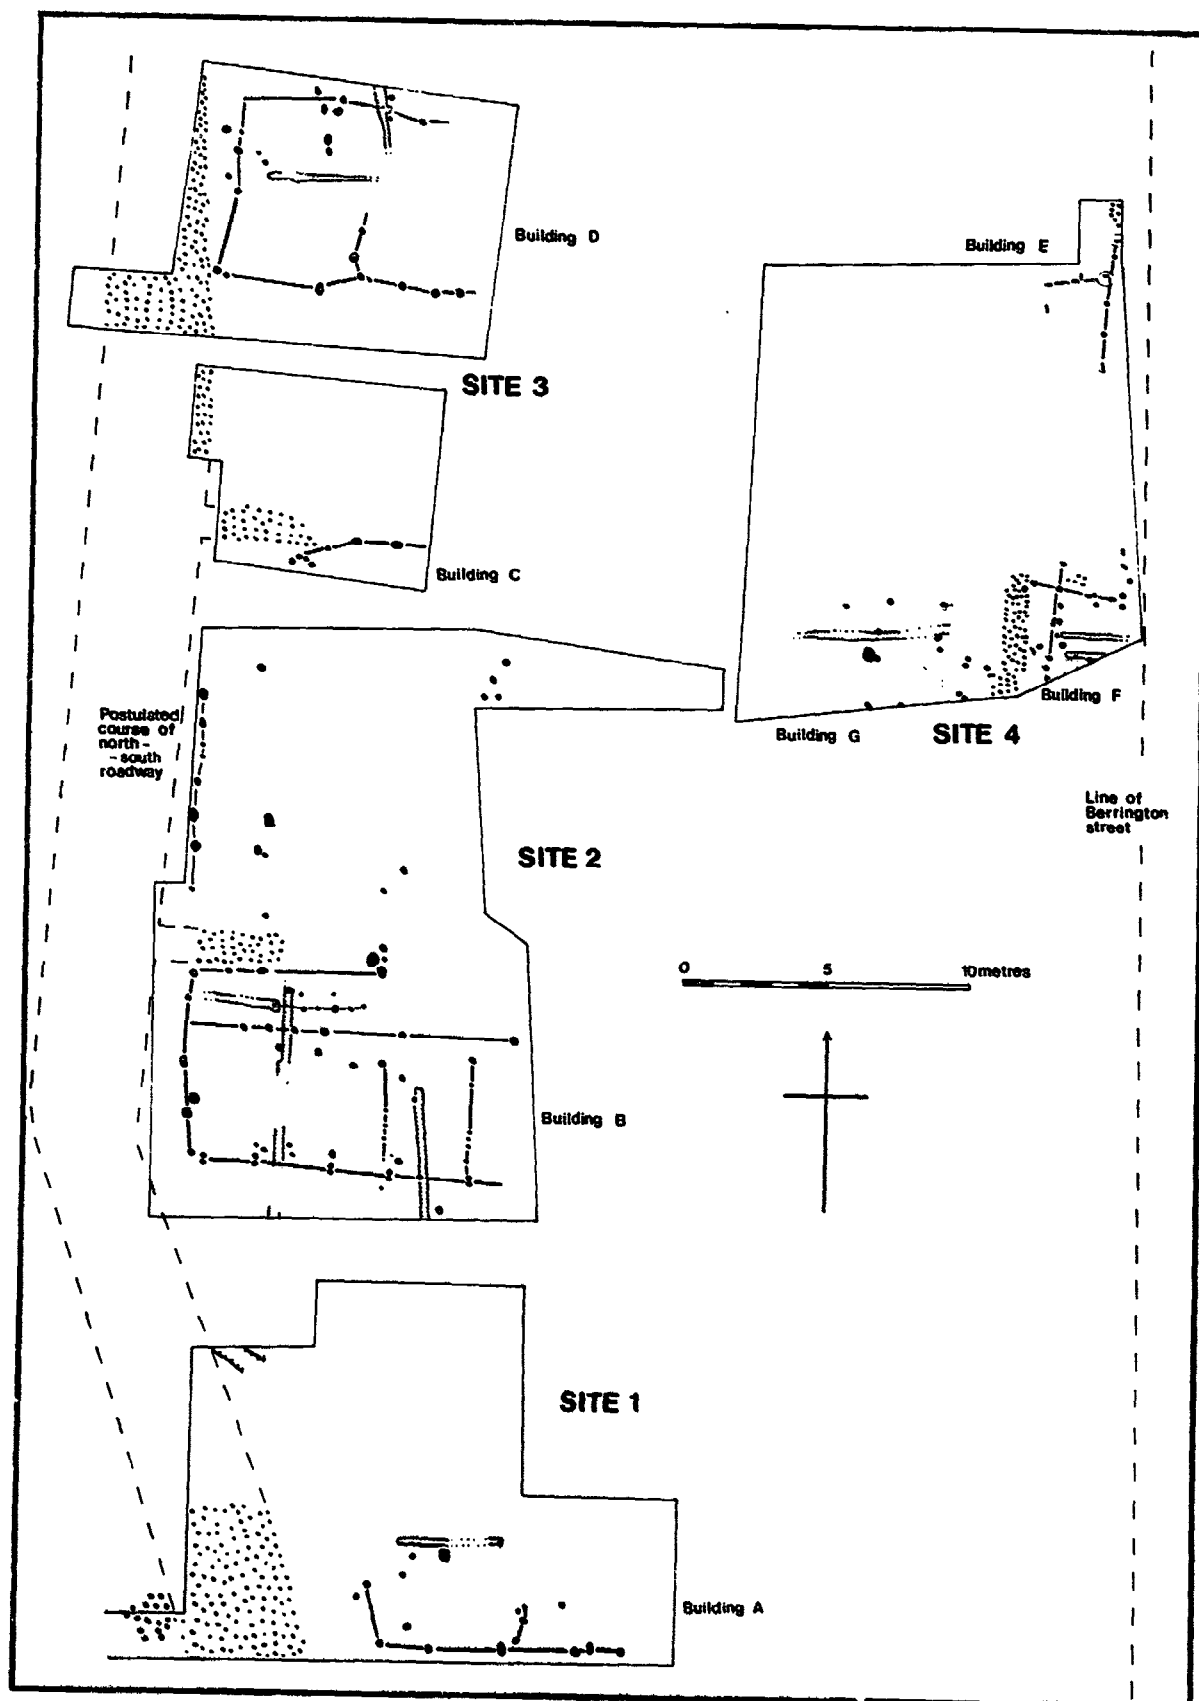 Building D
Building E
SITE 3
Building C
Building F
Building G
SITE 4
Postulated
course of
north-
-south
roadway
Line of
Berrington
street
SITE 2
0 5 10metres
Building B
SITE 1
Building A